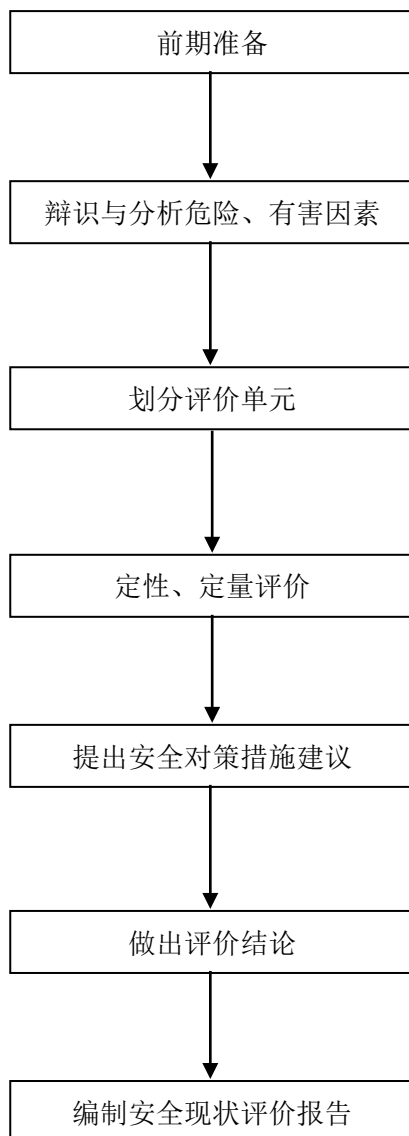 前期准备
辩识与分析危险、有害因素
划分评价单元
定性、定量评价
提出安全对策措施建议
做出评价结论
编制安全现状评价报告